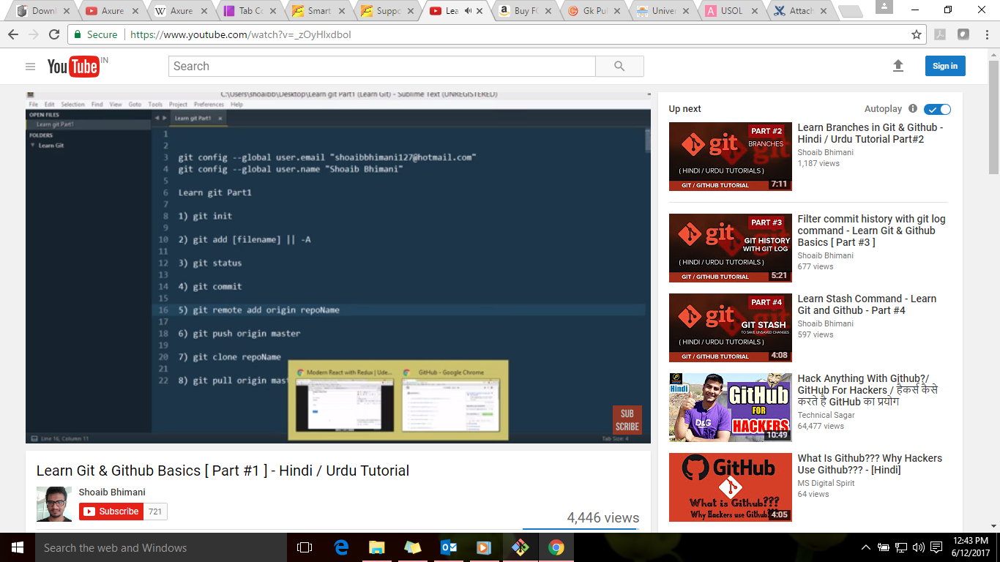 Downl
Axure
Axure
Tab Co
Smart
Suppo
Lea
Buy FO
Gk Pul
Univer
USOL
Attach
Secure
https://www.youtube.com/watch?v=_zOyHIxdboI
YouTube IN
Search
Sign in
C:\Users\shoaibb\Desktop\Learn git Part1 (Learn Git) - Sublime Text (UNREGISTERED)
File Edit Selection Find View Goto Tools Project Preferences Help
OPEN FILES
Learn git Part1
FOLDERS
Learn Git
Learn git Part1
1
2
3 git config --global user.email "shoaibbhimani127@hotmail.com"
4 git config --global user.name "Shoaib Bhimani"
5
6 Learn git Part1
7
8 1) git init
9
10 2) git add [filename] || -A
11
12 3) git status
13
14 4) git commit
15
16 5) git remote add origin repoName
17
18 6) git push origin master
19
20 7) git clone repoName
21
22 8) git pull origin mast
Modern React with Redux | Ude...
GitHub - Google Chrome
SUB
SCRIBE
Line 16, Column 11
Tab Size: 4
Learn Git & Github Basics [ Part #1 ] - Hindi / Urdu Tutorial
Shoaib Bhimani
Subscribe 721
4,446 views
Up next
Autoplay
PART #2
git
BRANCHES
( HINDI / URDU TUTORIALS )
GIT / GITHUB TUTORIAL
7:11
Learn Branches in Git & Github -
Hindi / Urdu Tutorial Part#2
Shoaib Bhimani
1,187 views
PART #3
git
GIT HISTORY
WITH GIT LOG
( HINDI / URDU TUTORIALS )
GIT / GITHUB TUTORIAL
5:21
Filter commit history with git log
command - Learn Git & Github
Basics [ Part #3 ]
Shoaib Bhimani
677 views
PART #4
git
GIT STASH
TO SAVE UNSAVED CHANGES
( HINDI / URDU TUTORIALS )
GIT / GITHUB TUTORIAL
4:08
Learn Stash Command - Learn
Git and Github - Part #4
Shoaib Bhimani
597 views
Hindi
GitHub
FOR
HACKERS
D&G
10:49
Hack Anything With Github?/
GitHub For Hackers / हैकर्स कैसे
करते है GitHub का प्रयोग
Technical Sagar
64,477 views
GitHub
What is Github???
Why Hackers use Github???
4:05
What Is Github??? Why Hackers
Use Github??? - [Hindi]
MS Digital Spirit
64 views
Search the web and Windows
12:43 PM
6/12/2017